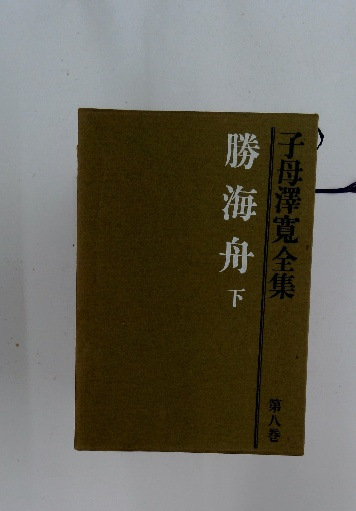 子母澤寛全集
第八巻
勝海舟
下